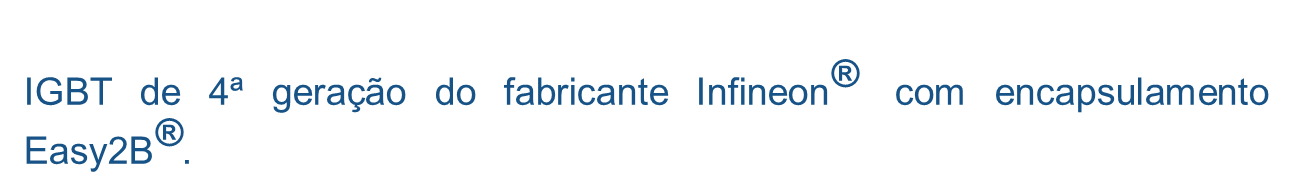 IGBT de 4ª geração do fabricante Infineon® com encapsulamento
Easy2B®.